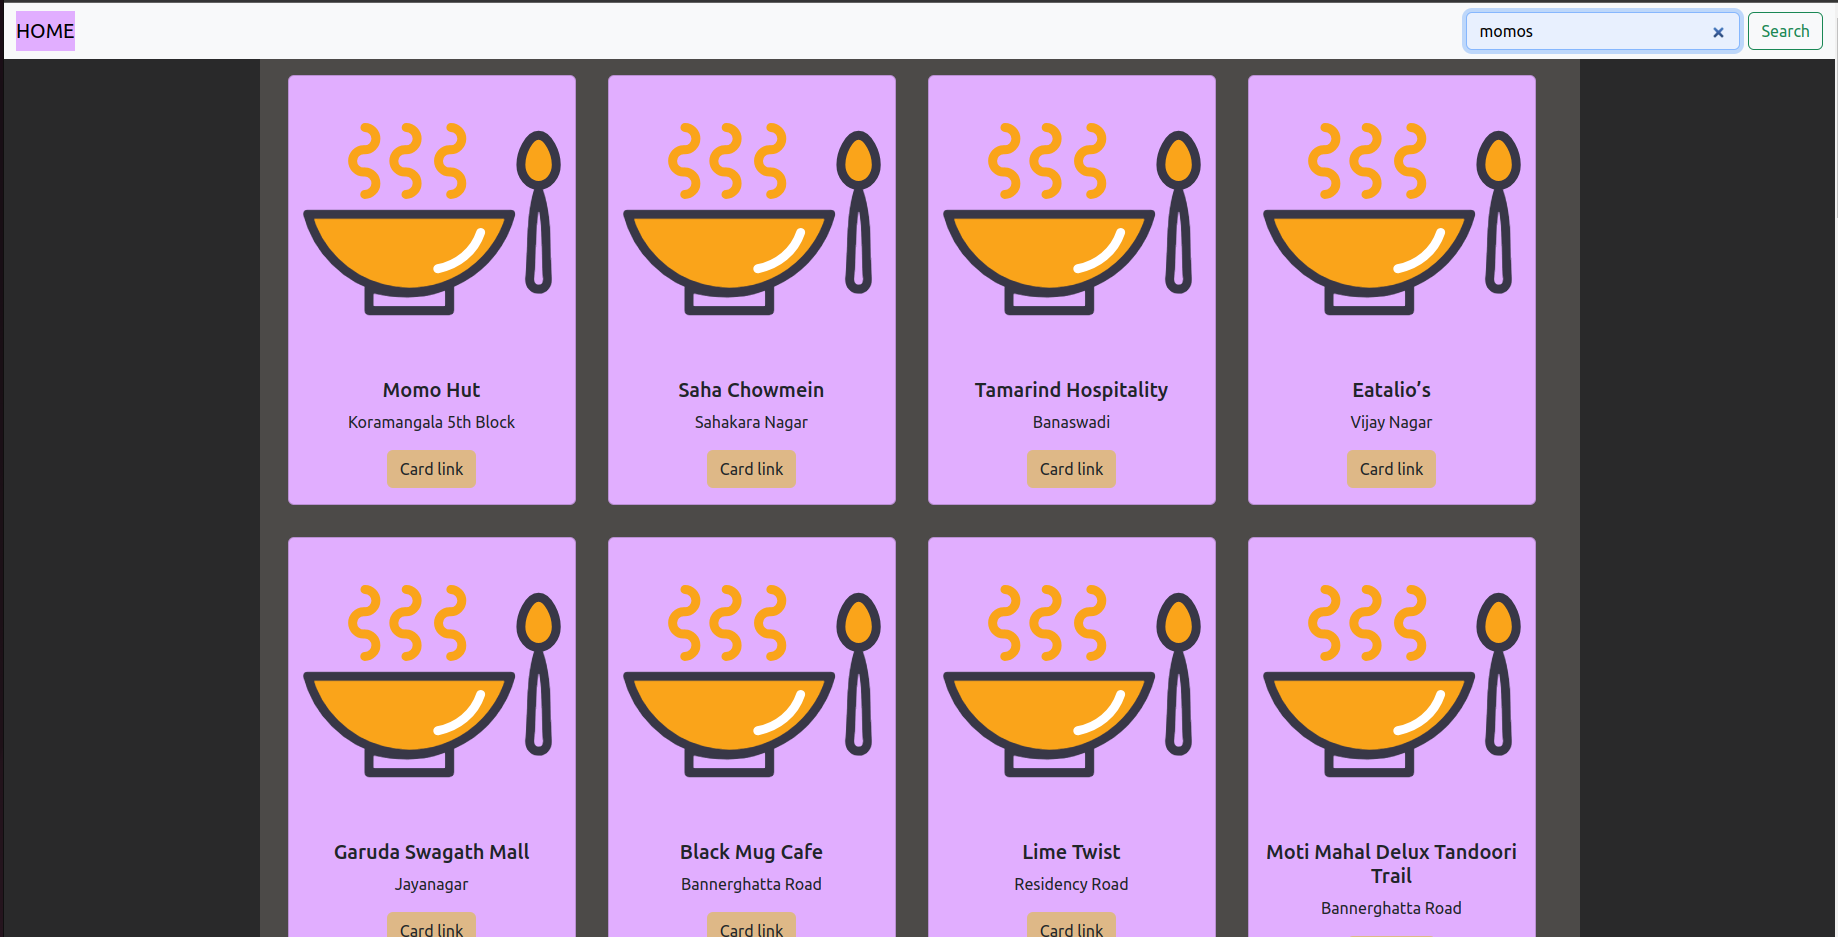 HOME
momos
Search
Momo Hut
Koramangala 5th Block
Card link
Saha Chowmein
Sahakara Nagar
Card link
Tamarind Hospitality
Banaswadi
Card link
Eatalio’s
Vijay Nagar
Card link
Garuda Swagath Mall
Jayanagar
Card link
Black Mug Cafe
Bannerghatta Road
Card link
Lime Twist
Residency Road
Card link
Moti Mahal Delux Tandoori
Trail
Bannerghatta Road